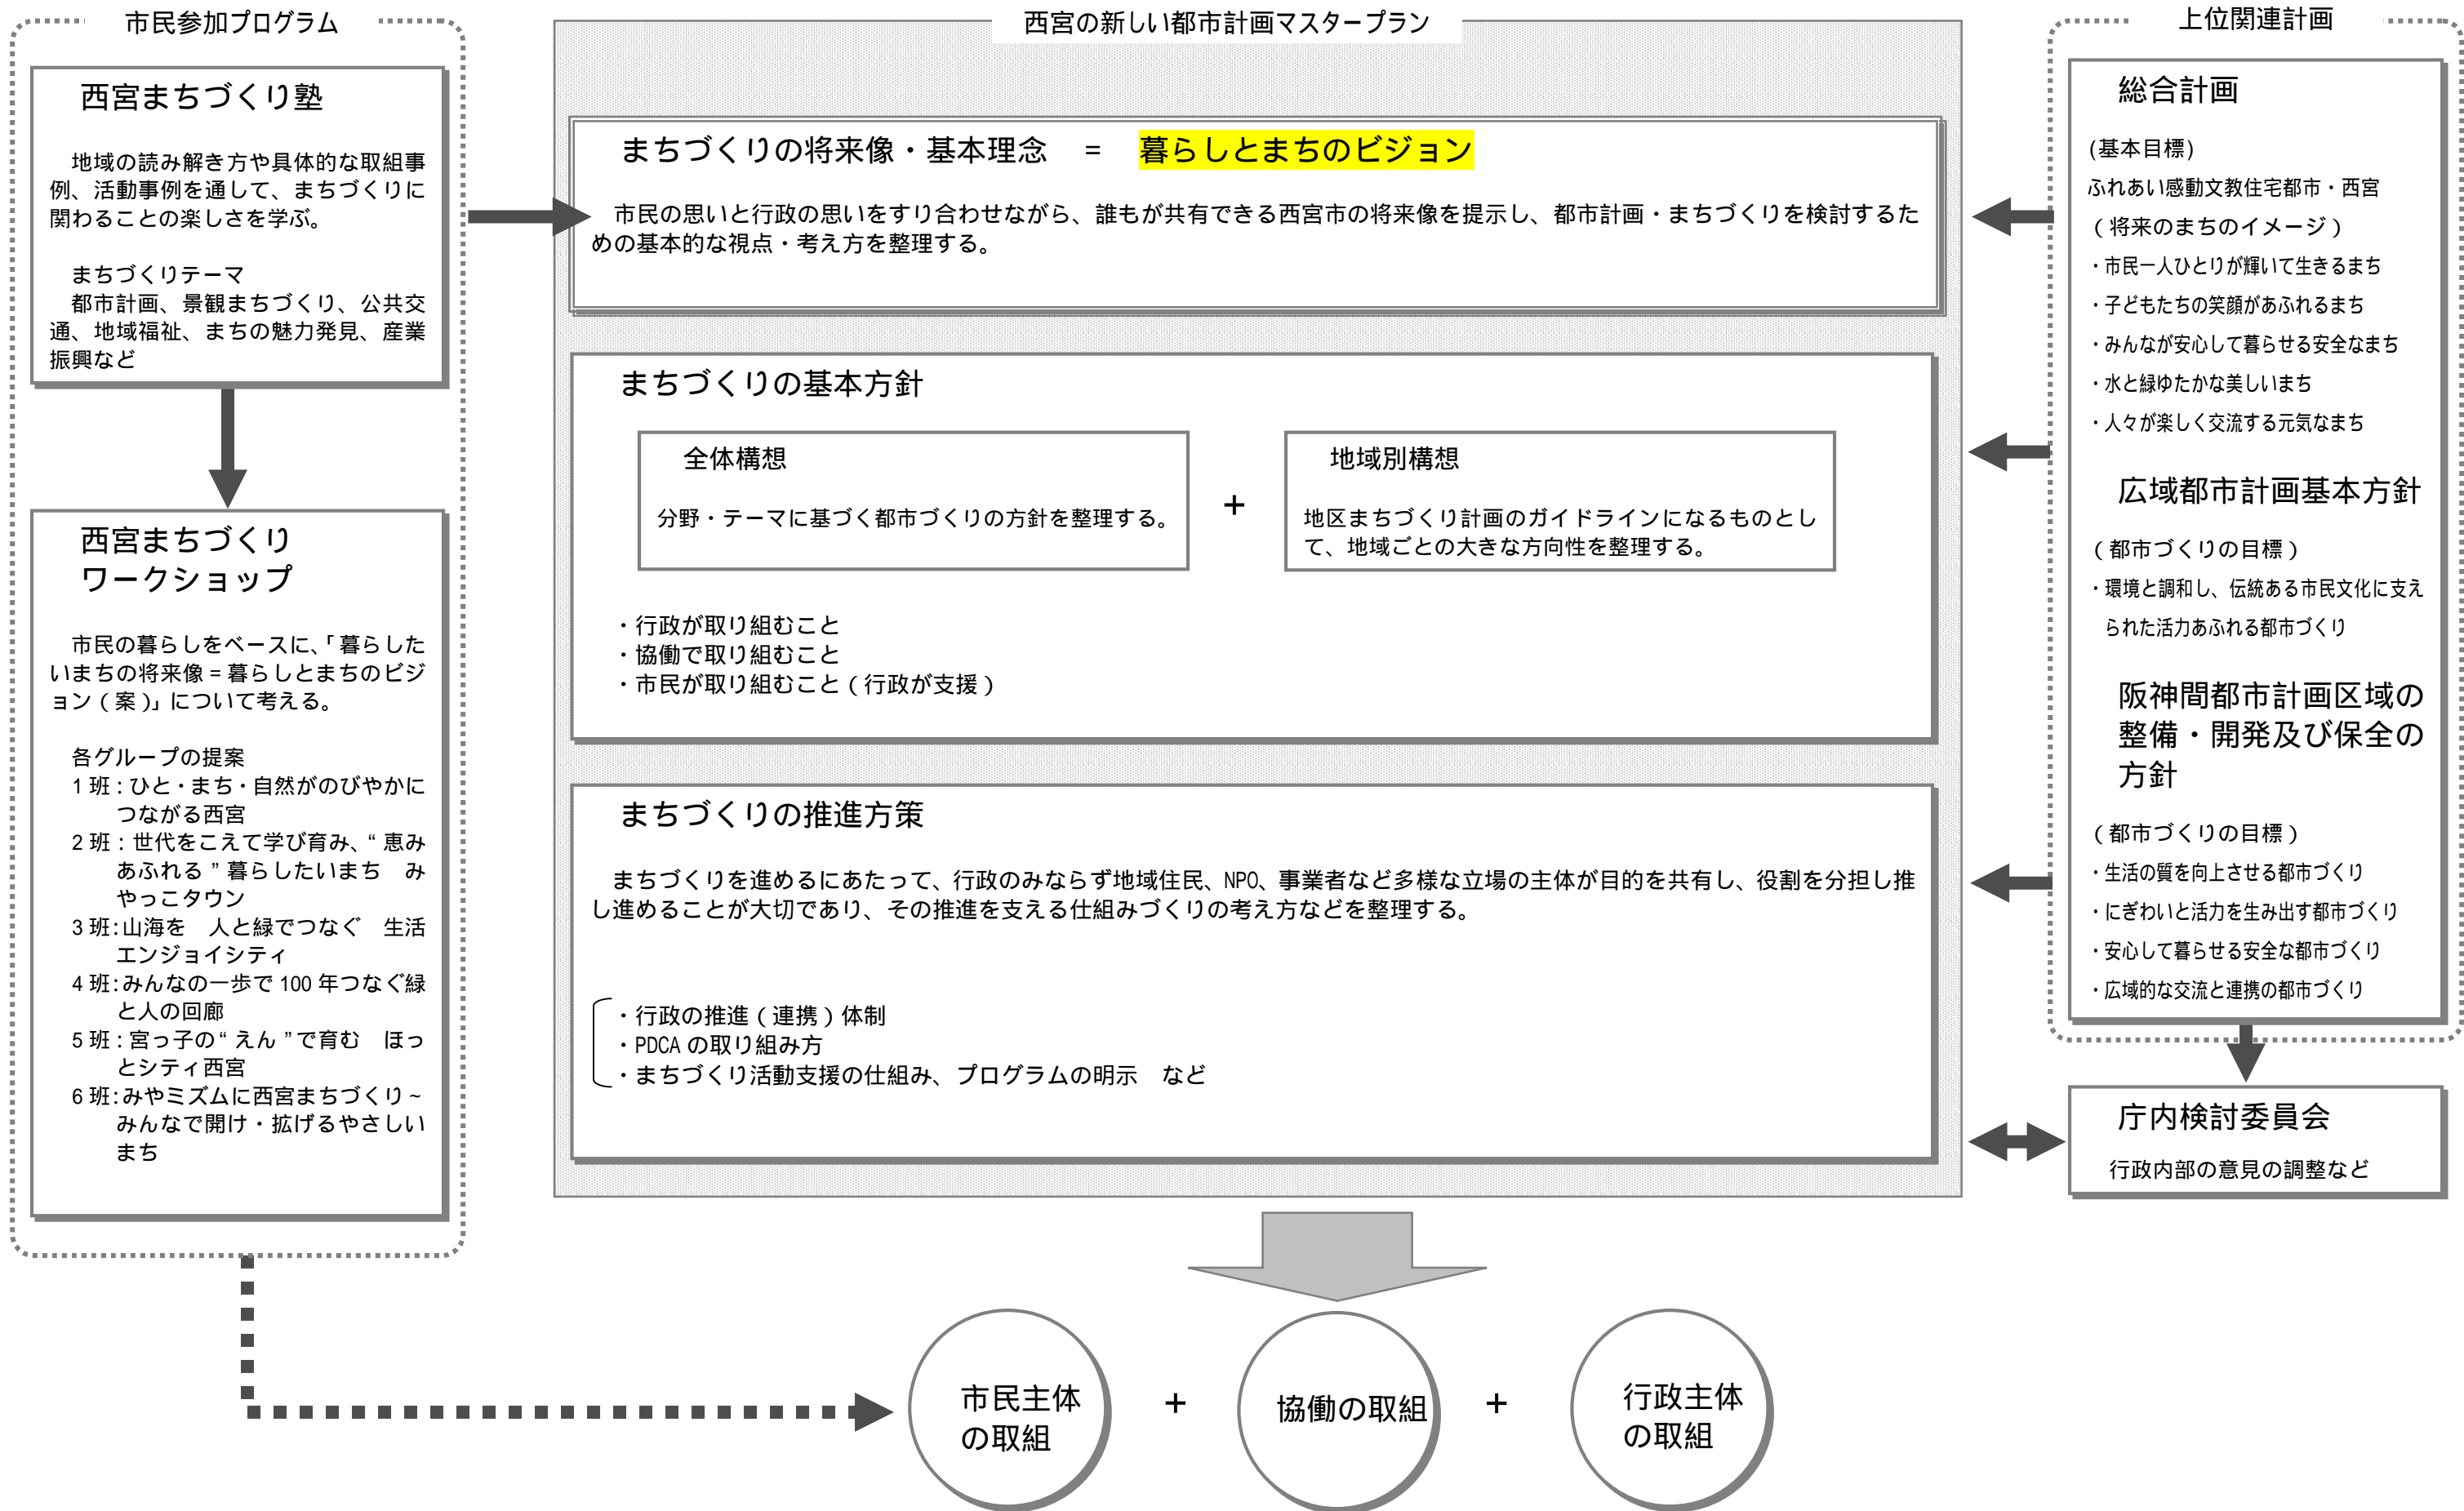 市民参加プログラム
西宮まちづくり塾
地域の読み解き方や具体的な取組事
例、活動事例を通して、まちづくりに
関わることの楽しさを学ぶ。
まちづくりテーマ
都市計画、景観まちづくり、公共交
通、地域福祉、まちの魅力発見、産業
振興など
西宮まちづくり
ワークショップ
市民の暮らしをベースに、「暮らした
いまちの将来像=暮らしとまちのビジ
ョン(案)」について考える。
各グループの提案
1班:ひと・まち・自然がのびやかに
つながる西宮
2班:世代をこえて学び育み、“恵み
あふれる”暮らしたいまち み
やっこタウン
3班:山海を 人と緑でつなぐ 生活
エンジョイシティ
4班:みんなの一歩で100年つなぐ緑
と人の回廊
5班:宮っ子の“えん”で育む ほっ
とシティ西宮
6班:みやミズムに西宮まちづくり~
みんなで開け・拡げるやさしい
まち
西宮の新しい都市計画マスタープラン
まちづくりの将来像・基本理念 = 暮らしとまちのビジョン
市民の思いと行政の思いをすり合わせながら、誰もが共有できる西宮市の将来像を提示し、都市計画・まちづくりを検討するた
めの基本的な視点・考え方を整理する。
まちづくりの基本方針
全体構想
分野・テーマに基づく都市づくりの方針を整理する。
+
地域別構想
地区まちづくり計画のガイドラインになるものとし
て、地域ごとの大きな方向性を整理する。
・行政が取り組むこと
・協働で取り組むこと
・市民が取り組むこと(行政が支援)
まちづくりの推進方策
まちづくりを進めるにあたって、行政のみならず地域住民、NPO、事業者など多様な立場の主体が目的を共有し、役割を分担し推
し進めることが大切であり、その推進を支える仕組みづくりの考え方などを整理する。
・行政の推進(連携)体制
・PDCAの取り組み方
・まちづくり活動支援の仕組み、プログラムの明示 など
上位関連計画
総合計画
(基本目標)
ふれあい感動文教住宅都市・西宮
(将来のまちのイメージ)
・市民一人ひとりが輝いて生きるまち
・子どもたちの笑顔があふれるまち
・みんなが安心して暮らせる安全なまち
・水と緑ゆたかな美しいまち
・人々が楽しく交流する元気なまち
広域都市計画基本方針
(都市づくりの目標)
・環境と調和し、伝統ある市民文化に支え
られた活力あふれる都市づくり
阪神間都市計画区域の
整備・開発及び保全の
方針
(都市づくりの目標)
・生活の質を向上させる都市づくり
・にぎわいと活力を生み出す都市づくり
・安心して暮らせる安全な都市づくり
・広域的な交流と連携の都市づくり
庁内検討委員会
行政内部の意見の調整など
市民主体
の取組
+
協働の取組
+
行政主体
の取組